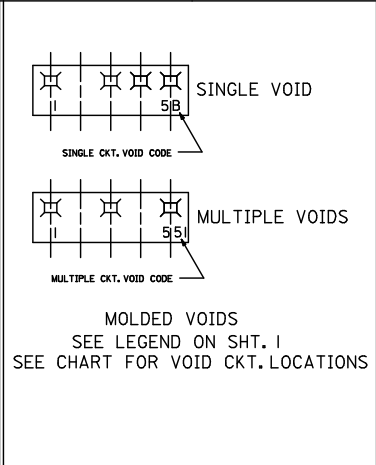 SINGLE VOID
1 5B
SINGLE CKT. VOID CODE
MULTIPLE VOIDS
1 551
MULTIPLE CKT. VOID CODE
MOLDED VOIDS
SEE LEGEND ON SHT. 1
SEE CHART FOR VOID CKT. LOCATIONS